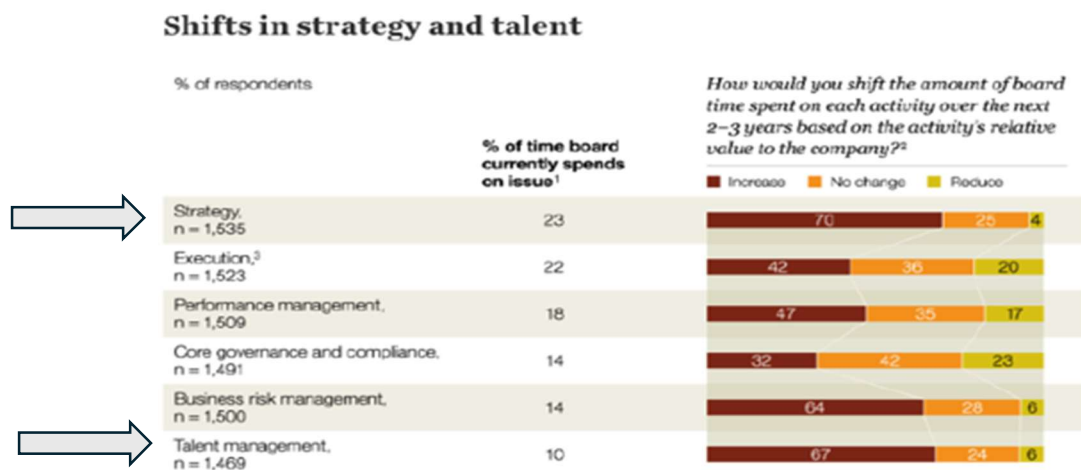 Shifts in strategy and talent
% of respondents
How would you shift the amount of board
time spent on each activity over the next
2–3 years based on the activity's relative
value to the company?²
% of time board
currently spends
on issue¹
Increase No change Reduce
Strategy,
n = 1,535
23
70 25 4
Execution,³
n = 1,523
22
42 36 20
Performance management,
n = 1,509
18
47 35 17
Core governance and compliance,
n = 1,491
14
32 42 23
Business risk management,
n = 1,500
14
64 28 6
Talent management,
n = 1,469
10
67 24 6